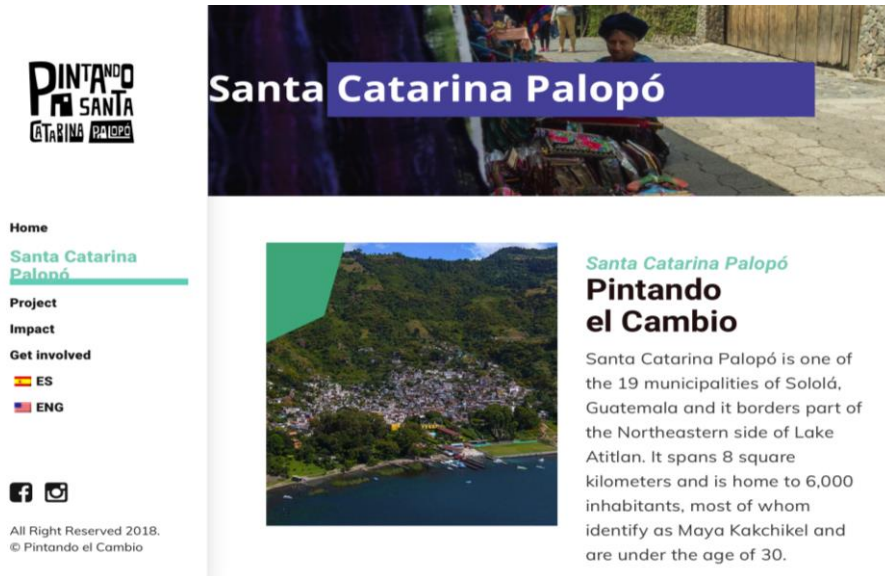 PINTANDO
SANTA
CATARINA PALOPÓ
Home
Santa Catarina
Palopó
Project
Impact
Get involved
ES
ENG
All Right Reserved 2018.
© Pintando el Cambio
Santa Catarina Palopó
Santa Catarina Palopó
Pintando
el Cambio
Santa Catarina Palopó is one of
the 19 municipalities of Sololá,
Guatemala and it borders part of
the Northeastern side of Lake
Atitlan. It spans 8 square
kilometers and is home to 6,000
inhabitants, most of whom
identify as Maya Kakchikel and
are under the age of 30.